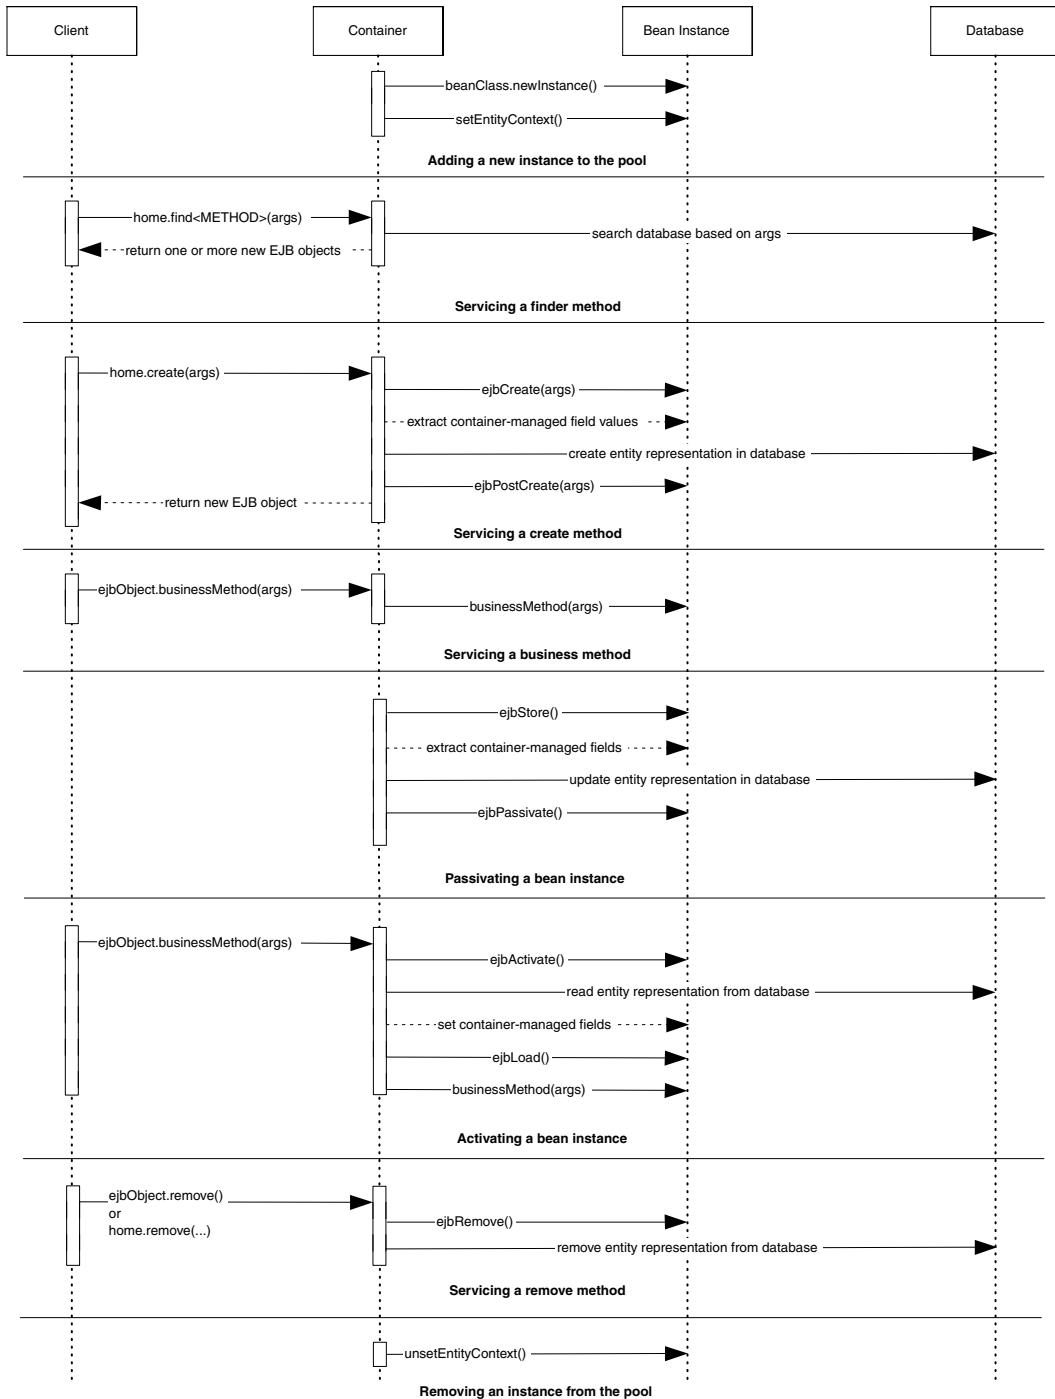 Client
Container
Bean Instance
Database
beanClass.newInstance()
setEntityContext()
Adding a new instance to the pool
home.find<METHOD>(args)
search database based on args
return one or more new EJB objects
Servicing a finder method
home.create(args)
ejbCreate(args)
extract container-managed field values
create entity representation in database
ejbPostCreate(args)
return new EJB object
Servicing a create method
ejbObject.businessMethod(args)
businessMethod(args)
Servicing a business method
ejbStore()
extract container-managed fields
update entity representation in database
ejbPassivate()
Passivating a bean instance
ejbObject.businessMethod(args)
ejbActivate()
read entity representation from database
set container-managed fields
ejbLoad()
businessMethod(args)
Activating a bean instance
ejbObject.remove()
or
home.remove(...)
ejbRemove()
remove entity representation from database
Servicing a remove method
unsetEntityContext()
Removing an instance from the pool